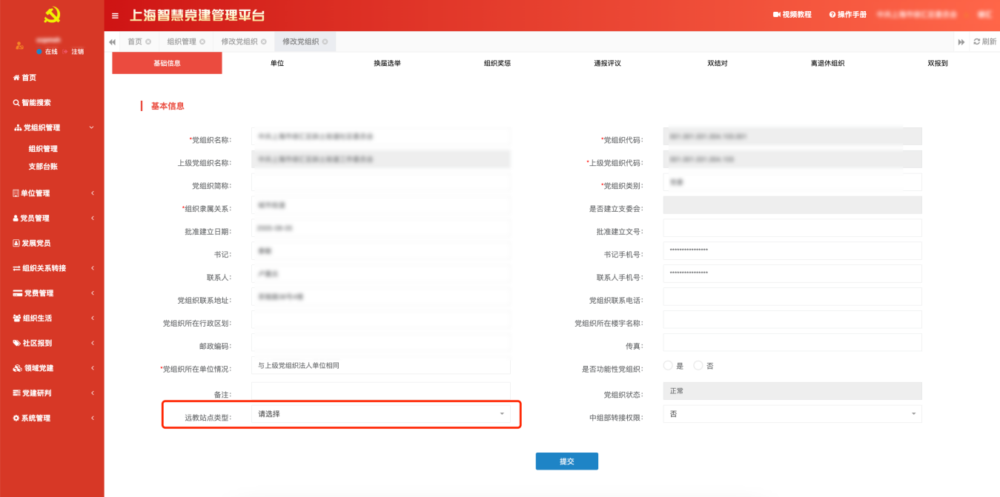 上海智慧党建管理平台
视频教程 操作手册
在线 注销
首页 组织管理 修改党组织 修改党组织 刷新
基础信息 单位 换届选举 组织奖惩 通报评议 双结对 离退休组织 双报到
首页
智能搜索
党组织管理
组织管理
支部台账
单位管理
党员管理
发展党员
组织关系转接
党费管理
组织生活
社区报到
领域党建
党建研判
系统管理
基本信息
*党组织名称: *党组织代码:
上级党组织名称: *上级党组织代码:
党组织简称: *党组织类别:
*组织隶属关系: 是否建立支委会:
批准建立日期: 批准建立文号:
书记: 书记手机号: ****************
联系人: 联系人手机号: ****************
党组织联系地址: 党组织联系电话:
党组织所在行政区划: 党组织所在楼宇名称:
邮政编码: 传真:
*党组织所在单位情况: 与上级党组织法人单位相同 是否功能性党组织: 是 否
备注: 党组织状态: 正常
远教站点类型: 请选择 中组部转接权限: 否
提交